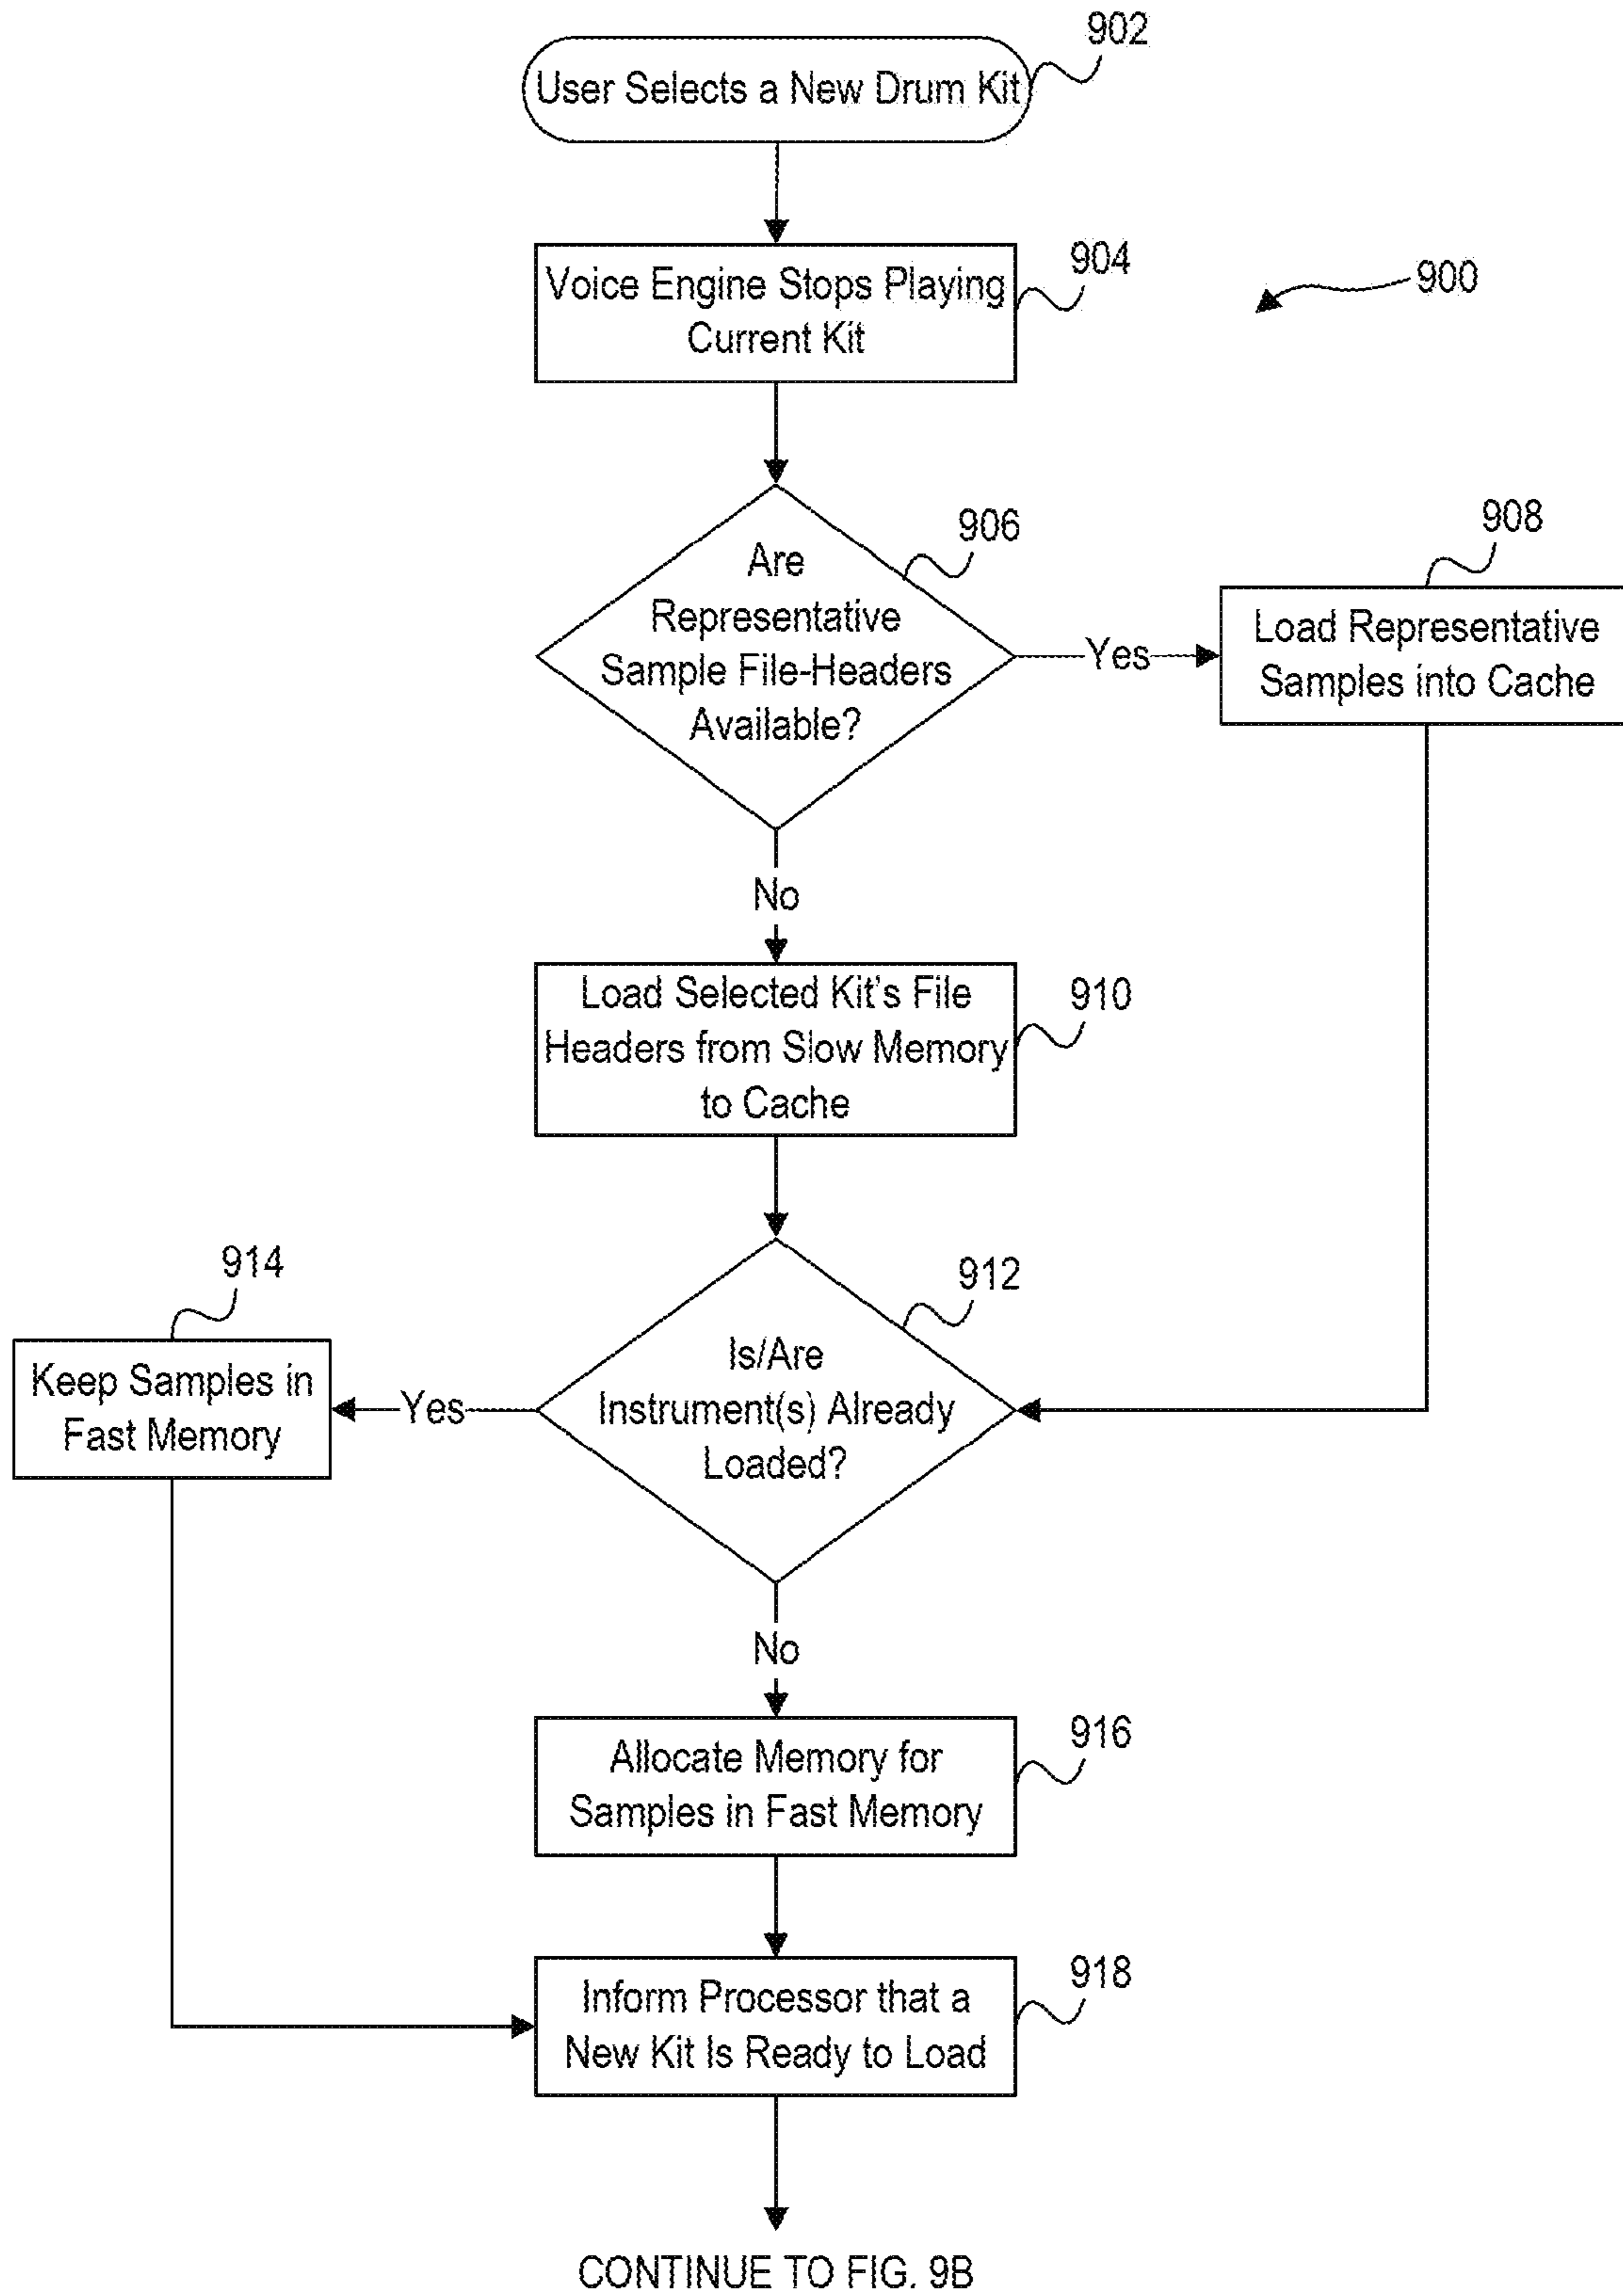 902
User Selects a New Drum Kit
904
Voice Engine Stops Playing
Current Kit
900
906
Are
Representative
Sample File-Headers
Available?
Yes
908
Load Representative
Samples into Cache
No
Load Selected Kit's File
Headers from Slow Memory
to Cache
910
912
Is/Are
Instrument(s) Already
Loaded?
Yes
914
Keep Samples in
Fast Memory
No
Allocate Memory for
Samples in Fast Memory
916
Inform Processor that a
New Kit Is Ready to Load
918
CONTINUE TO FIG. 9B